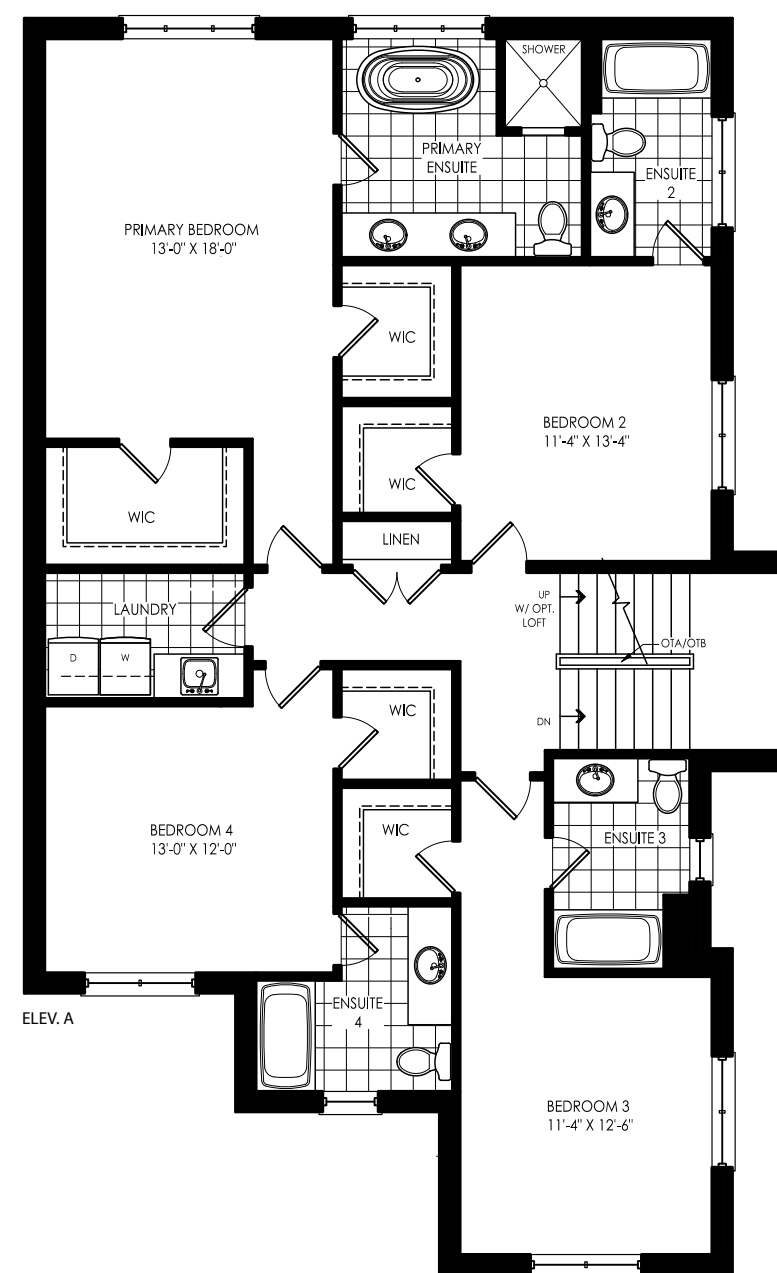 SHOWER
PRIMARY
ENSUITE
ENSUITE
2
PRIMARY BEDROOM
13'-0" X 18'-0"
WIC
BEDROOM 2
11'-4" X 13'-4"
WIC
WIC
LINEN
LAUNDRY
UP
W/ OPT.
LOFT
OTA/OTB
D
W
WIC
DN
BEDROOM 4
13'-0" X 12'-0"
WIC
ENSUITE 3
ENSUITE
4
ELEV. A
BEDROOM 3
11'-4" X 12'-6"